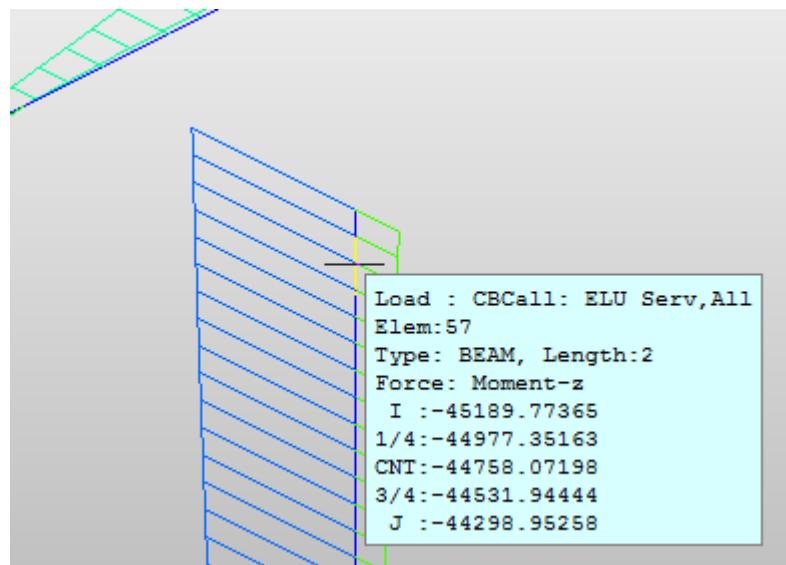 Load : CBCall: ELU Serv,All
Elem:57
Type: BEAM, Length:2
Force: Moment-z
I :-45189.77365
1/4:-44977.35163
CNT:-44758.07198
3/4:-44531.94444
J :-44298.95258